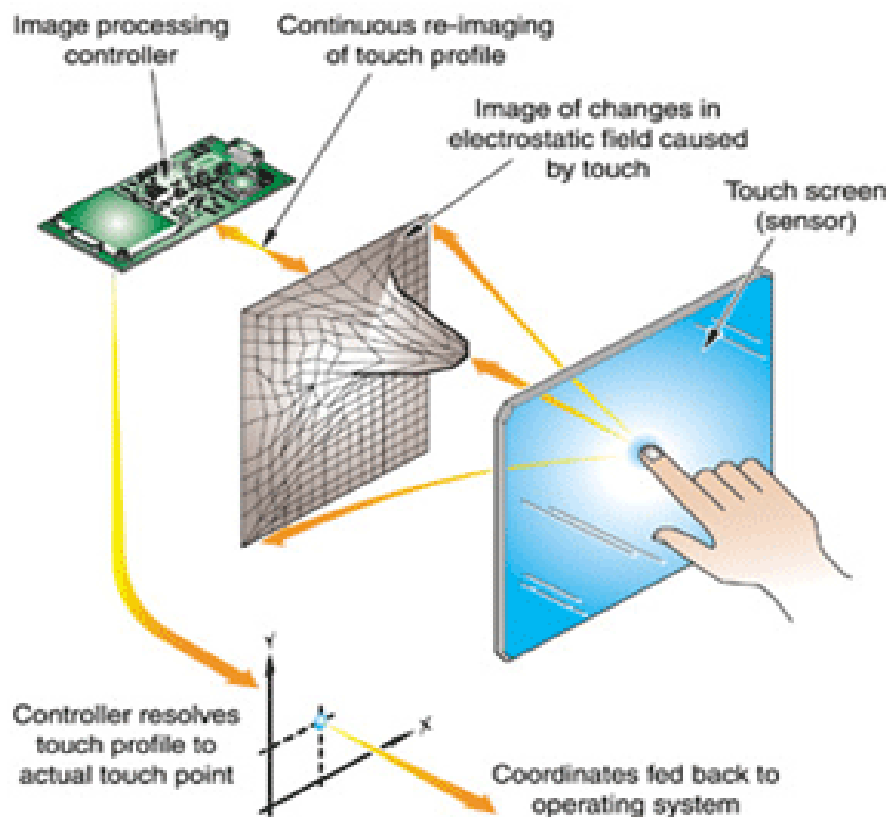 Image processing
controller
Continuous re-imaging
of touch profile
Image of changes in
electrostatic field caused
by touch
Touch screen
(sensor)
Y
X
Controller resolves
touch profile to
actual touch point
Coordinates fed back to
operating system